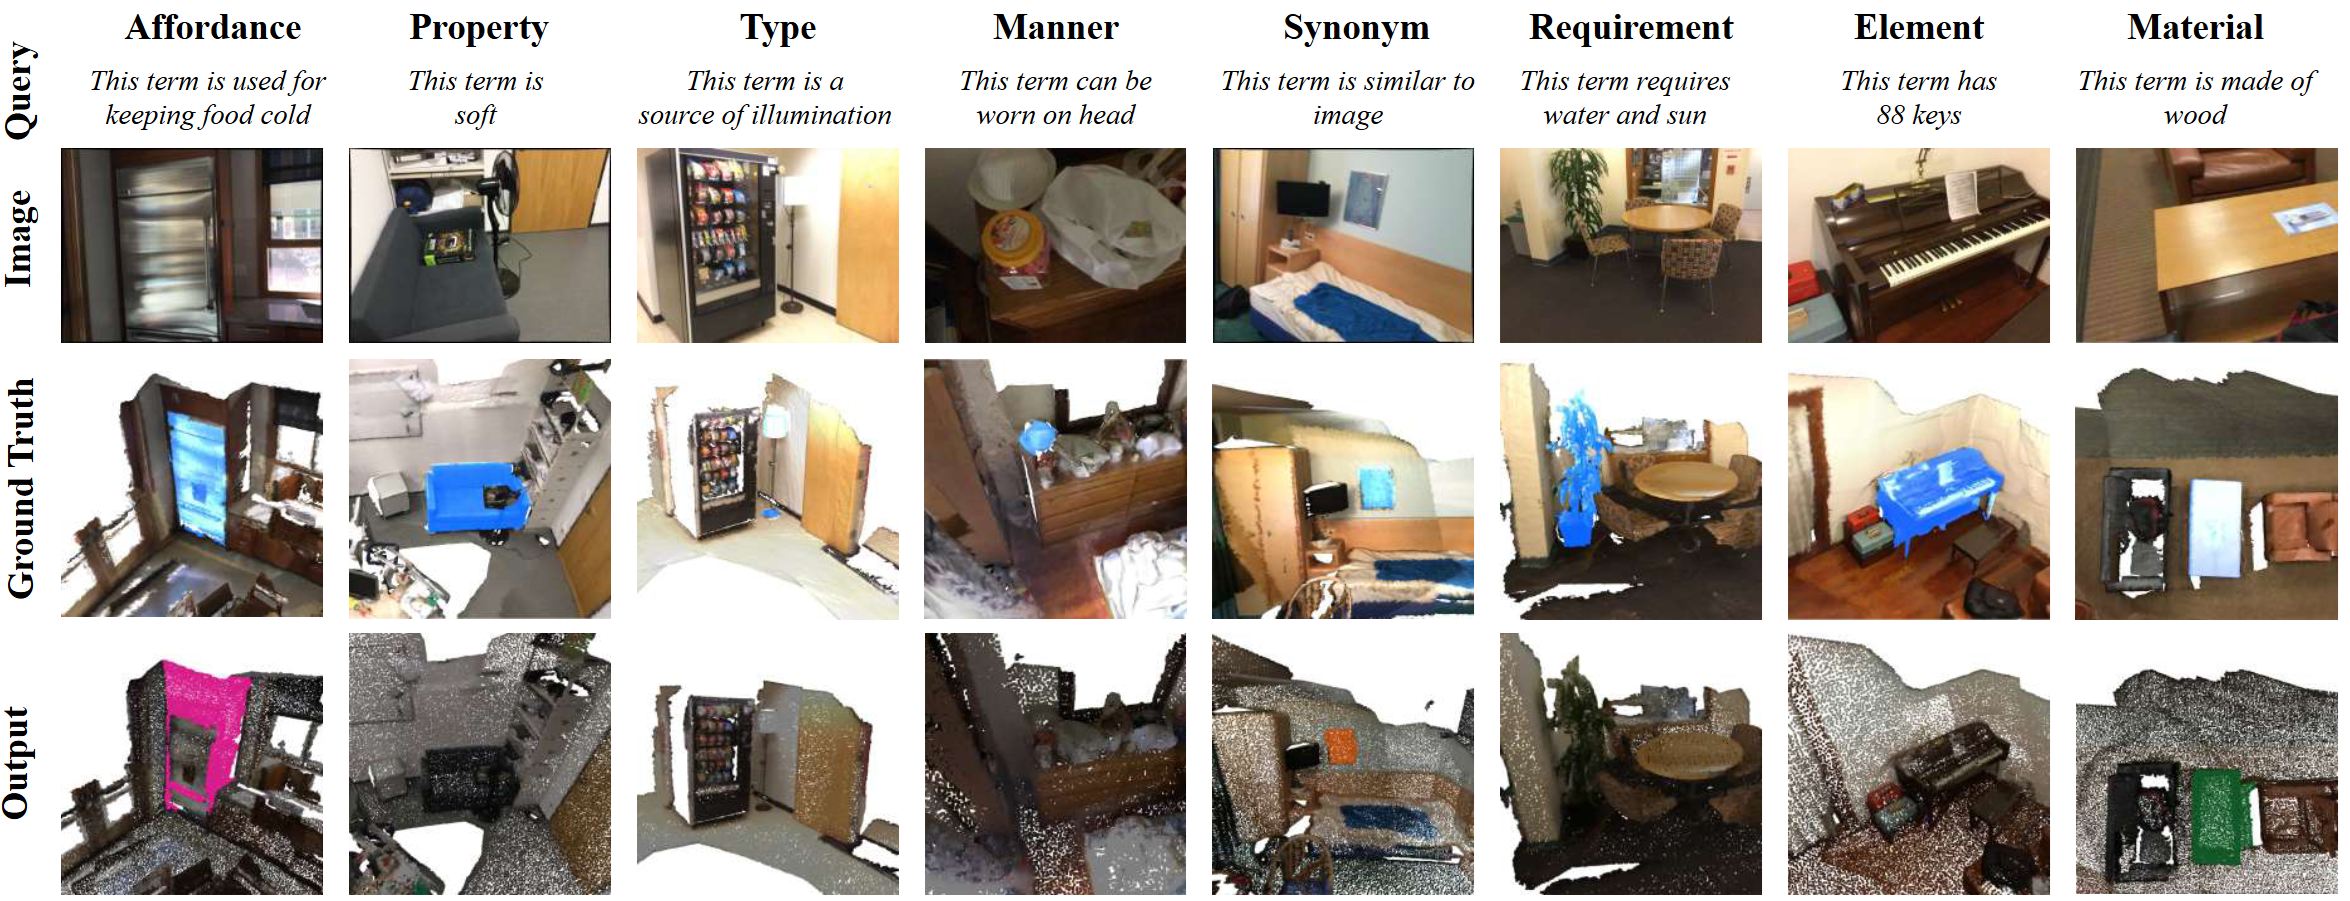 Affordance Property Type Manner Synonym Requirement Element Material
Query
This term is used for
keeping food cold
This term is
soft
This term is a
source of illumination
This term can be
worn on head
This term is similar to
image
This term requires
water and sun
This term has
88 keys
This term is made of
wood
Image
Ground Truth
Output